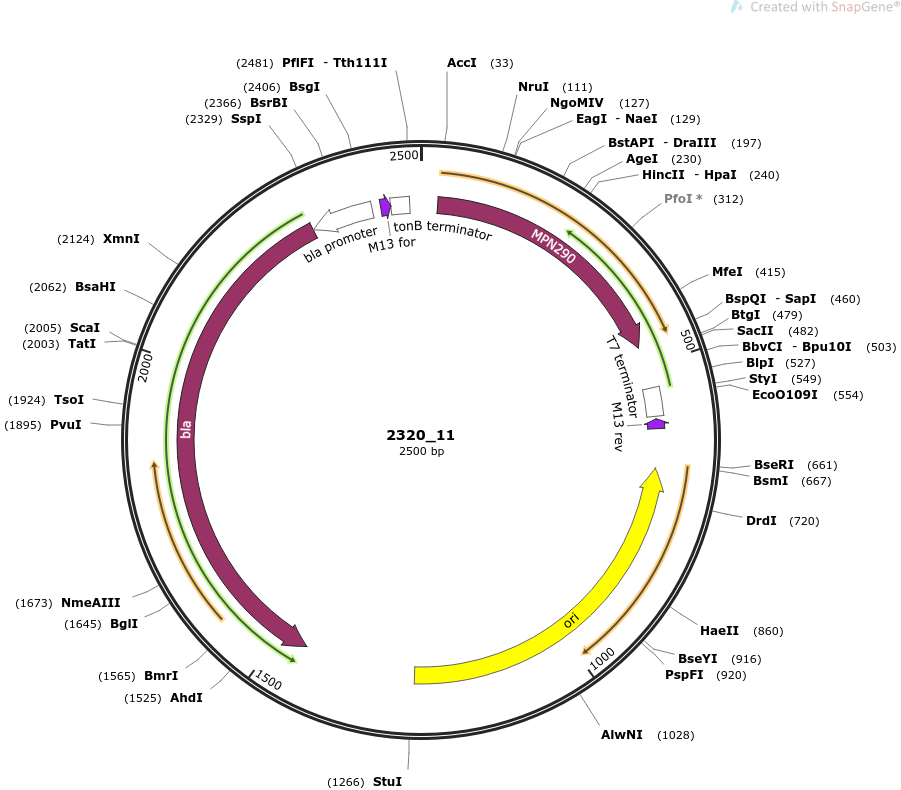 Created with SnapGene®
(2481) PflFI - Tth111I
AccI (33)
(2406) BsgI
NruI (111)
(2366) BsrBI
NgoMIV (127)
(2329) SspI
EagI - NaeI (129)
BstAPI - DraIII (197)
AgeI (230)
HincII - HpaI (240)
PfoI * (312)
2500
tonB terminator
bla promoter
M13 for
MPN290
(2124) XmnI
MfeI (415)
(2062) BsaHI
BspQI - SapI (460)
BtgI (479)
(2005) ScaI
SacII (482)
(2003) TatI
BbvCI - Bpu10I (503)
500
BlpI (527)
2000
StyI (549)
EcoO109I (554)
T7 terminator
M13 rev
(1924) TsoI
(1895) PvuI
bla
2320_11
2500 bp
BseRI (661)
BsmI (667)
DrdI (720)
(1673) NmeAIII
(1645) BglI
ori
HaeII (860)
BseYI (916)
PspFI (920)
1000
(1565) BmrI
1500
(1525) AhdI
AlwNI (1028)
(1266) StuI